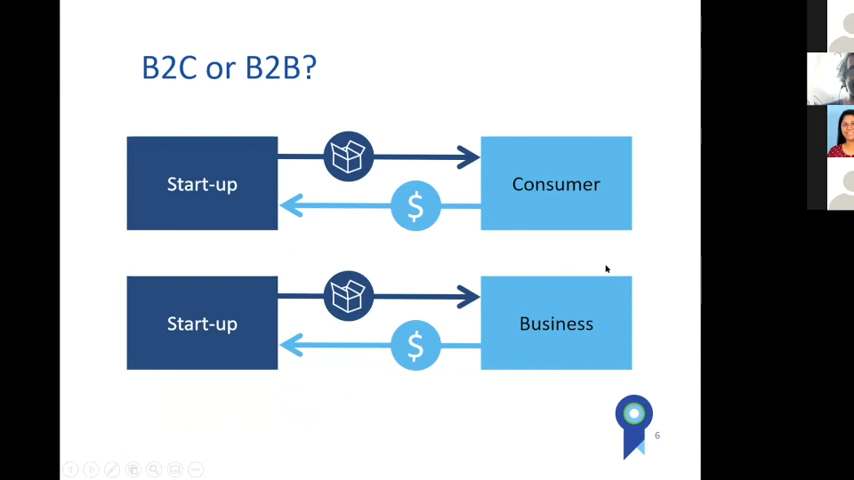 B2C or B2B?
Start-up
Consumer
$
Start-up
Business
$
6